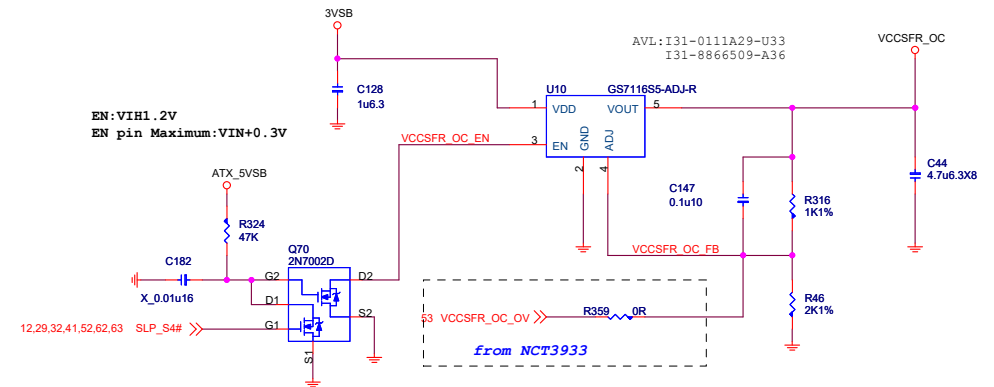 3VSB
AVL:I31-0111A29-U33
I31-8866509-A36
VCCSFR_OC
C128
1u6.3
U10
GS7116S5-ADJ-R
1
VDD
VOUT
5
EN:VIH1.2V
EN pin Maximum:VIN+0.3V
VCCSFR_OC_EN
3
EN
GND
ADJ
2
4
C44
4.7u6.3X8
ATX_5VSB
C147
0.1u10
R316
1K1%
R324
47K
Q70
2N7002D
VCCSFR_OC_FB
C182
X_0.01u16
G2
D2
D1
S2
G1
S1
12,29,32,41,52,62,63 SLP_S4#
53 VCCSFR_OC_OV
R359
0R
R46
2K1%
from NCT3933